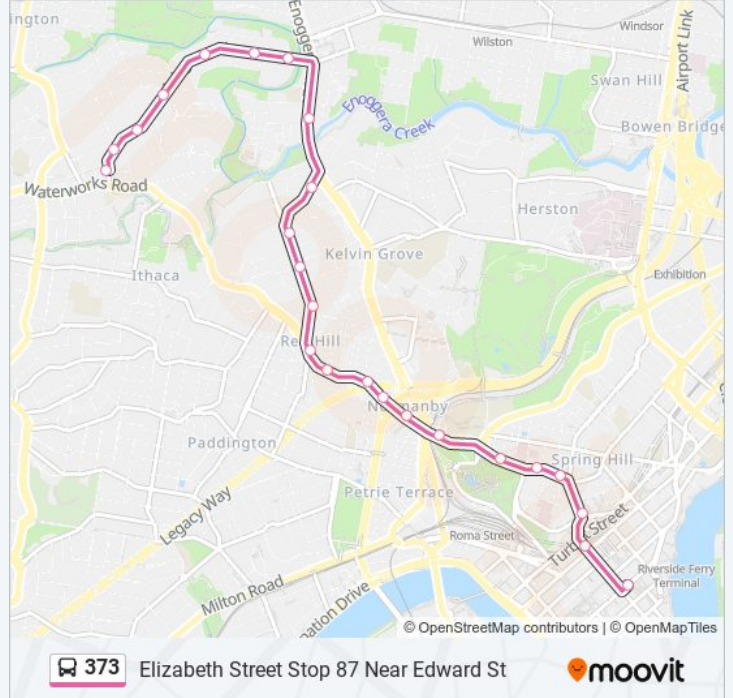 ington
Enogge
Wilston
Windsor
Airport Link
Swan Hill
Enoggera
Creek
Bowen Bridge
Waterworks Road
Herston
Kelvin Grove
Ithaca
Exhibition
Red Hill
Normanby
Paddington
Spring Hill
Legacy Way
Petrie Terrace
Roma Street
Turbot Street
Riverside Ferry
Terminal
Milton Road
ation Drive
© OpenStreetMap contributors | © OpenMapTiles
373 Elizabeth Street Stop 87 Near Edward St
moovit